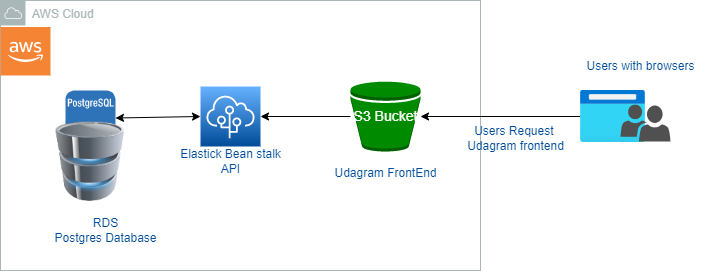 AWS Cloud
aws
Users with browsers
PostgreSQL
S3 Bucket
Users Request
Udagram frontend
Elastick Bean stalk
API
Udagram FrontEnd
RDS
Postgres Database